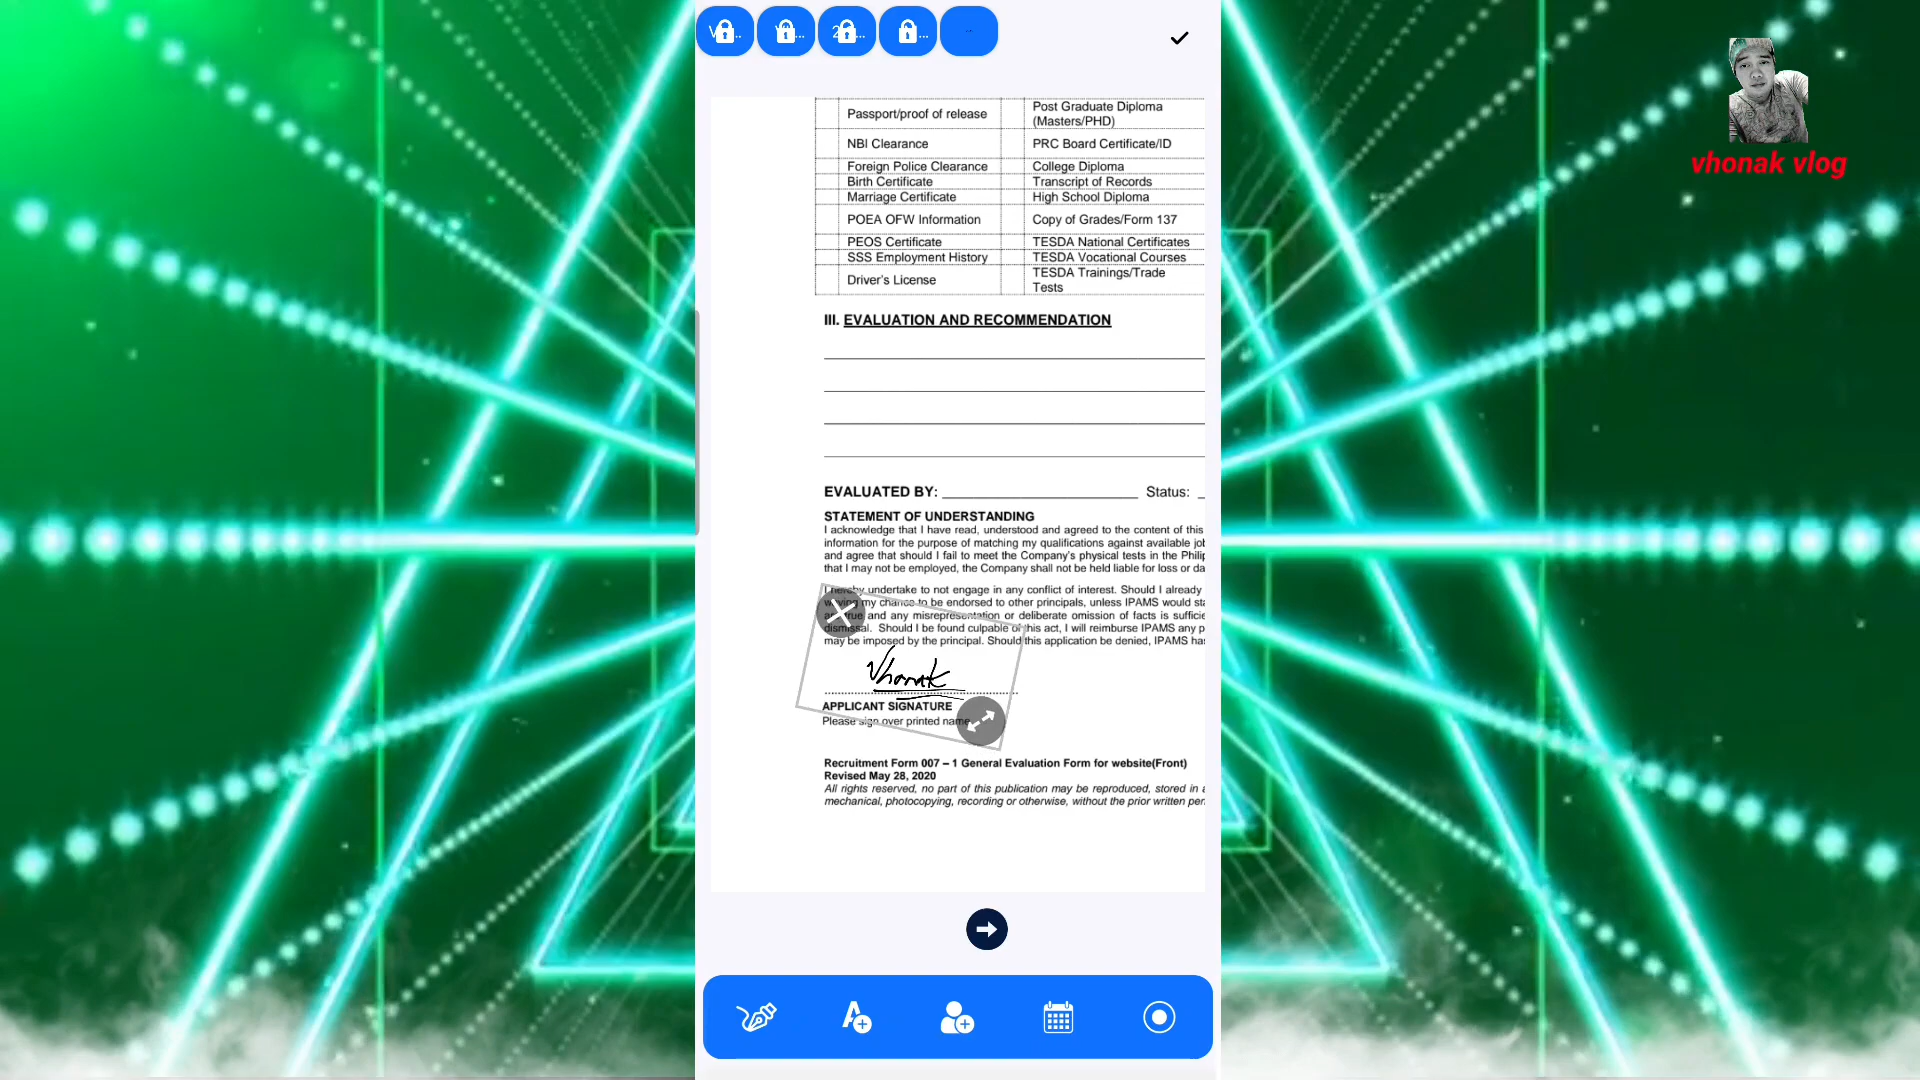 Passport/proof of release
Post Graduate Diploma
(Masters/PHD)
NBI Clearance
PRC Board Certificate/ID
Foreign Police Clearance
College Diploma
Birth Certificate
Transcript of Records
Marriage Certificate
High School Diploma
POEA OFW Information
Copy of Grades/Form 137
PEOS Certificate
TESDA National Certificates
SSS Employment History
TESDA Vocational Courses
Driver's License
TESDA Trainings/Trade
Tests
III. EVALUATION AND RECOMMENDATION
EVALUATED BY: Status:
STATEMENT OF UNDERSTANDING
I acknowledge that I have read, understood and agreed to the content of this
information for the purpose of matching my qualifications against available
and agree that should I fail to meet the Company's physical tests in the
that I may not be employed, the Company shall not be held liable for loss or
I hereby undertake to not engage in any conflict of interest. Should I already
my chance to be endorsed to other principals, unless IPAMS would
true and any misrepresentation or deliberate omission of facts is
dismissal. Should I be found culpable of this act, I will reimburse IPAMS any
may be imposed by the principal. Should this application be denied, IPAMS
Vhonak
APPLICANT SIGNATURE
Please sign over printed name
Recruitment Form 007 – 1 General Evaluation Form for website(Front)
Revised May 28, 2020
All rights reserved, no part of this publication may be reproduced, stored in
mechanical, photocopying, recording or otherwise, without the prior written
vhonak vlog